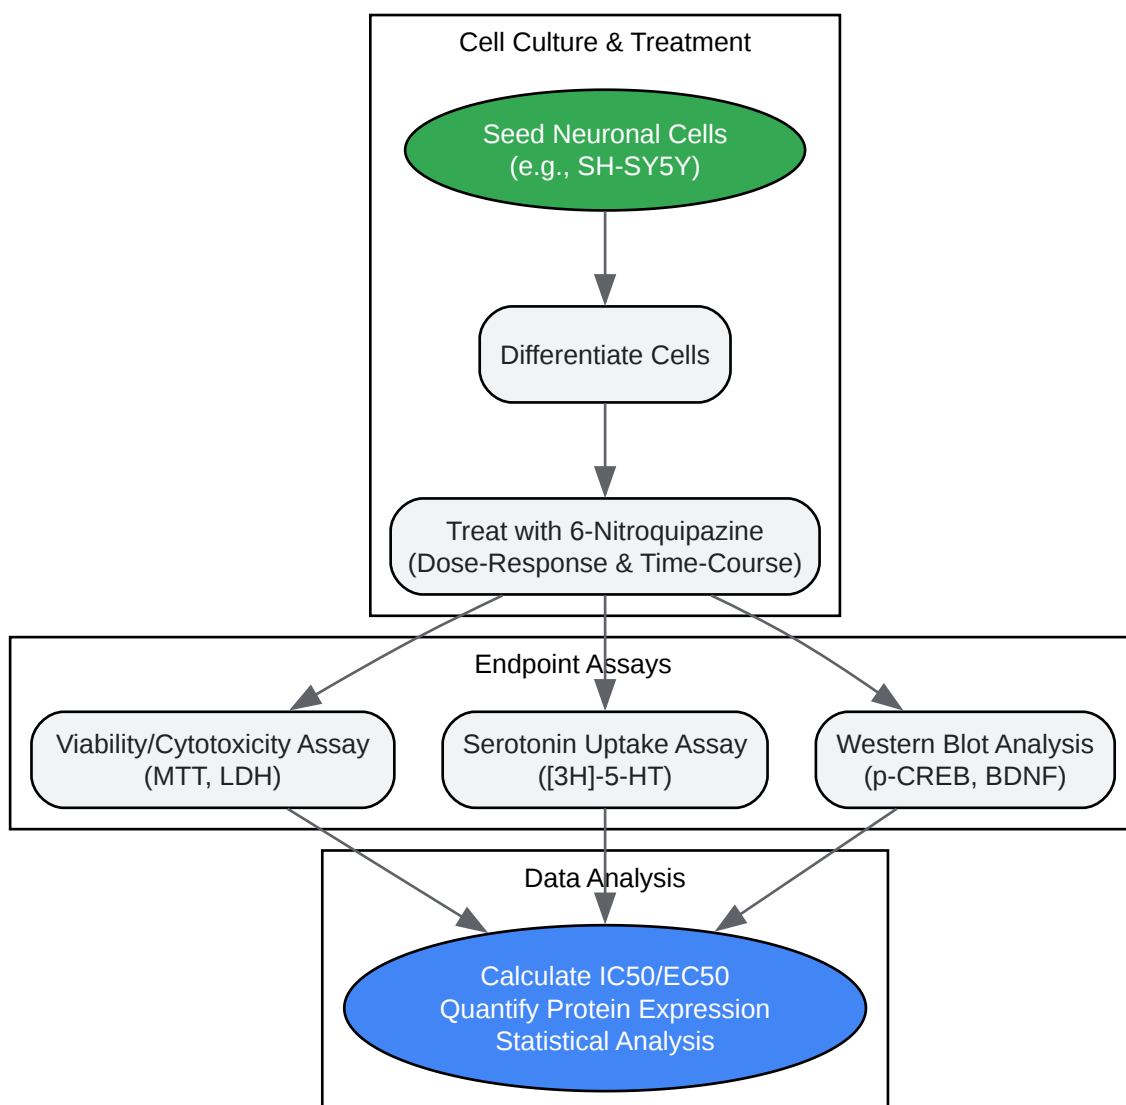 Cell Culture & Treatment
Seed Neuronal Cells
(e.g., SH-SY5Y)
Differentiate Cells
Treat with 6-Nitroquipazine
(Dose-Response & Time-Course)
Endpoint Assays
Viability/Cytotoxicity Assay
(MTT, LDH)
Serotonin Uptake Assay
([3H]-5-HT)
Western Blot Analysis
(p-CREB, BDNF)
Data Analysis
Calculate IC50/EC50
Quantify Protein Expression
Statistical Analysis